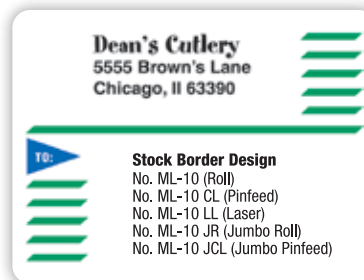 Dean's Cutlery
5555 Brown's Lane
Chicago, Il 63390
TO:
Stock Border Design
No. ML-10 (Roll)
No. ML-10 CL (Pinfeed)
No. ML-10 LL (Laser)
No. ML-10 JR (Jumbo Roll)
No. ML-10 JCL (Jumbo Pinfeed)